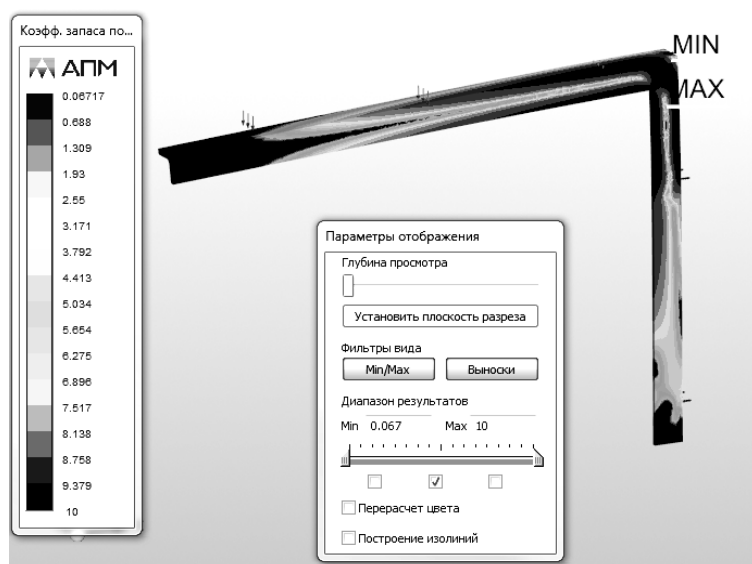 Коэфф. запаса по...
АПМ
0.06717
0.688
1.309
1.93
2.55
3.171
3.792
4.413
5.034
5.654
6.275
6.896
7.517
8.138
8.758
9.379
10
MIN
MAX
Параметры отображения
Глубина просмотра
Установить плоскость разреза
Фильтры вида
Min/Max Выноски
Диапазон результатов
Min 0.067 Max 10
Перерасчет цвета
Построение изолиний